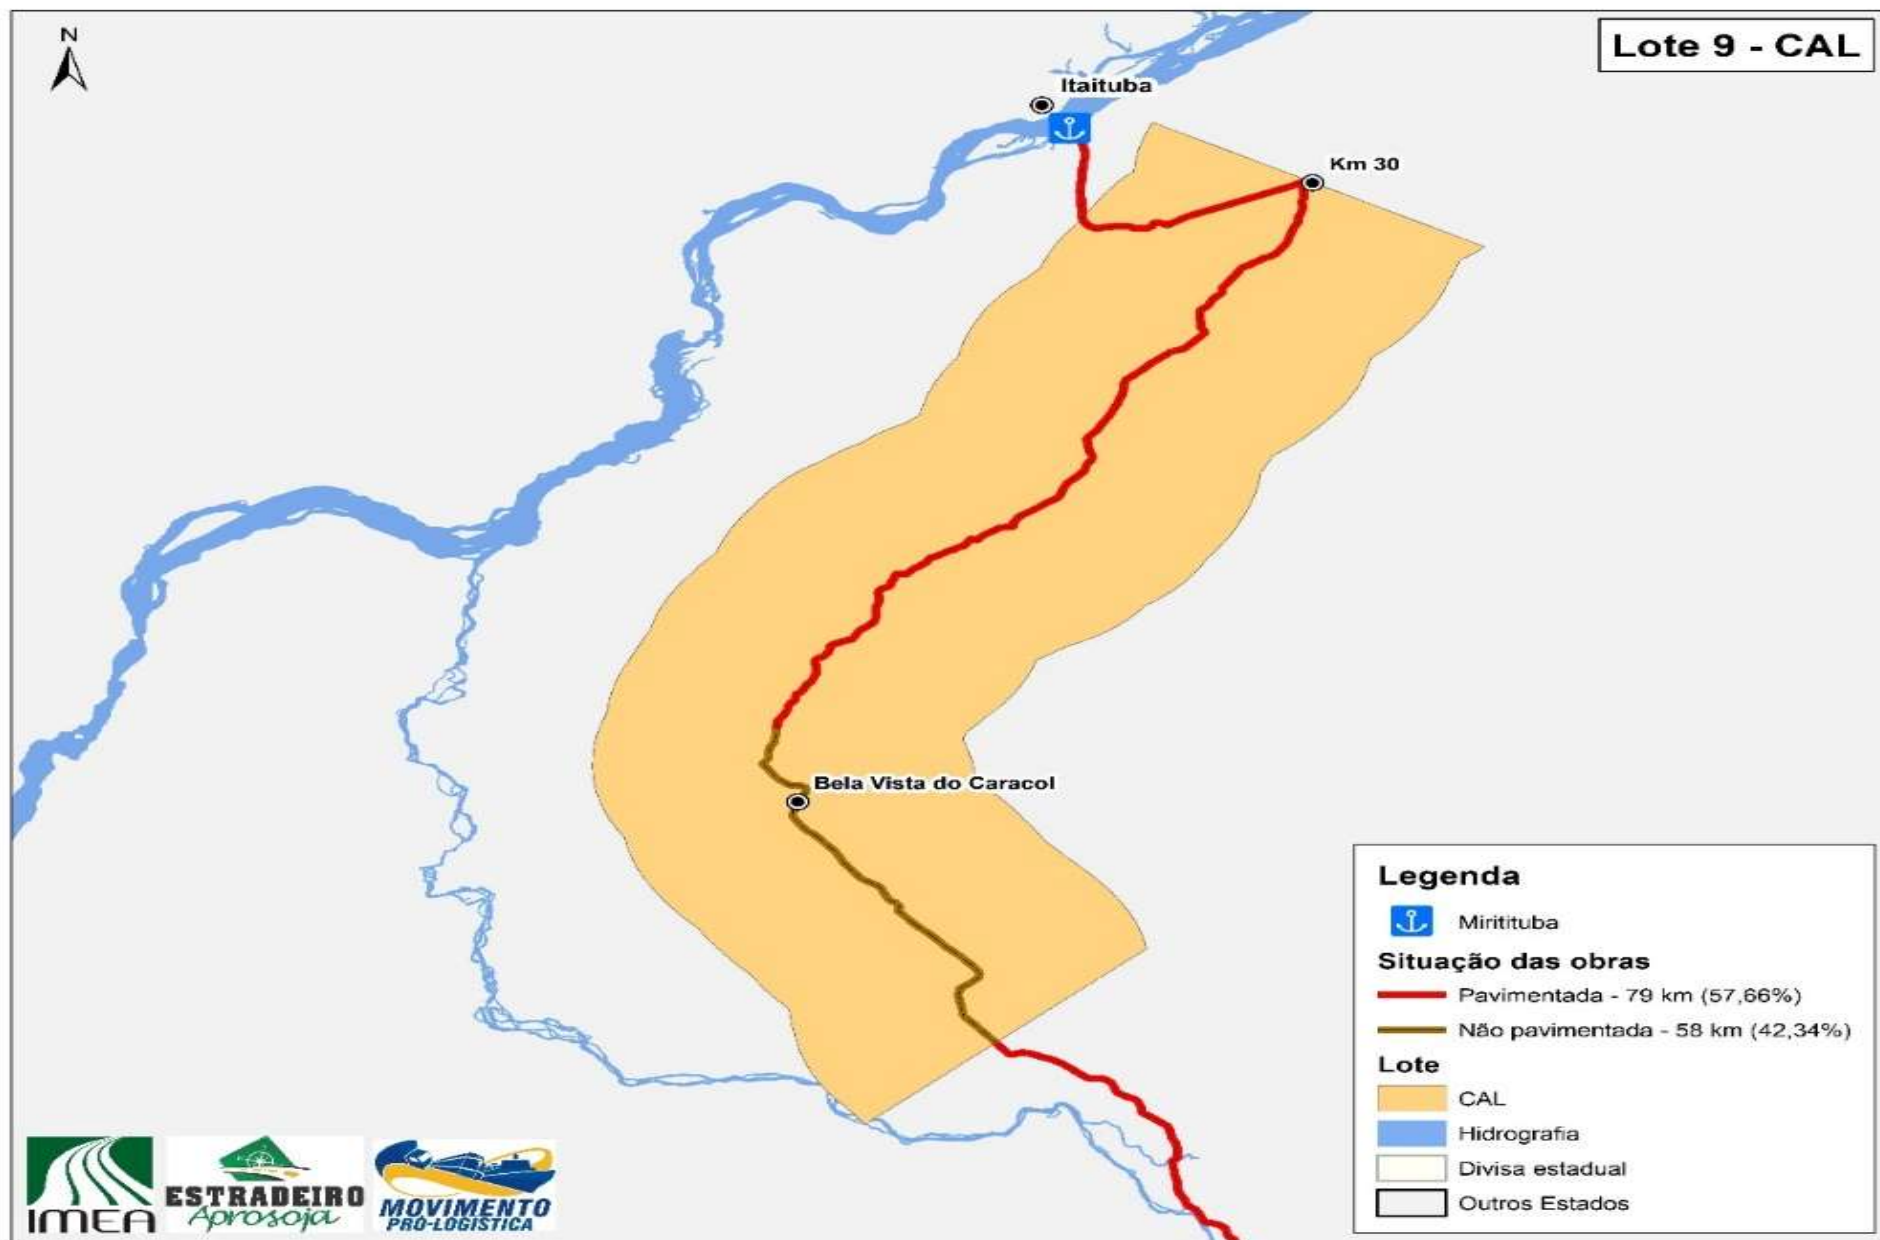 N
Lote 9 - CAL
Itaituba
Km 30
Bela Vista do Caracol
Legenda
Miritituba
Situação das obras
Pavimentada - 79 km (57,66%)
Não pavimentada - 58 km (42,34%)
Lote
CAL
Hidrografia
Divisa estadual
Outros Estados
IMEA
ESTRADEIRO
Aprosoja
MOVIMENTO
PRÓ-LOGÍSTICA